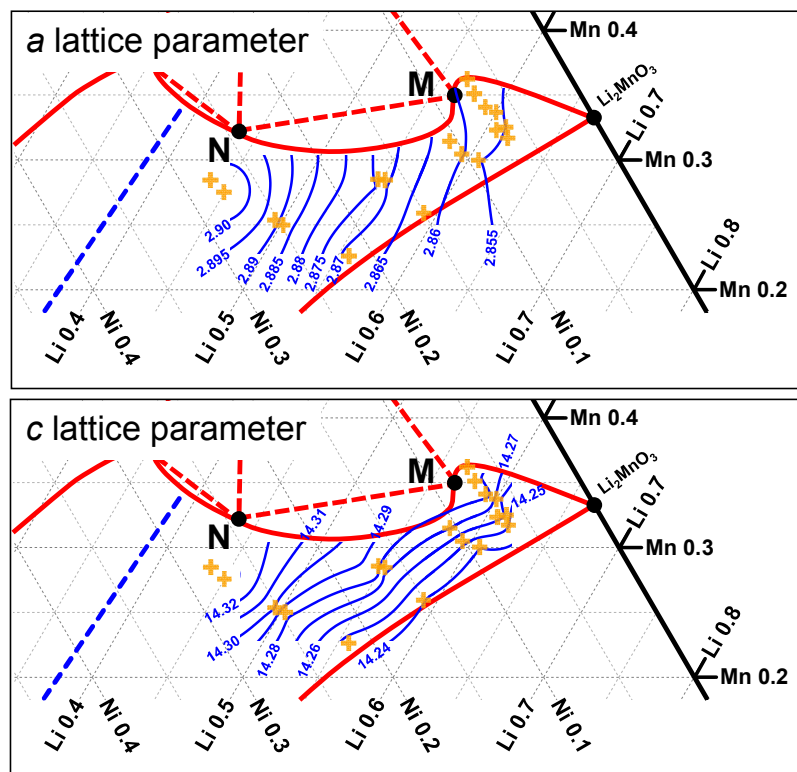 a lattice parameter
Mn 0.4
M
Li₂MnO₃
Li 0.7
N
Mn 0.3
2.90
2.895
2.89
2.885
2.88
2.875
2.87
2.865
2.86
2.855
Li 0.8
Mn 0.2
Li 0.4
Ni 0.4
Li 0.5
Ni 0.3
Li 0.6
Ni 0.2
Li 0.7
Ni 0.1
c lattice parameter
Mn 0.4
14.27
M
Li₂MnO₃
14.31
14.29
14.25
Li 0.7
N
Mn 0.3
14.32
14.30
14.28
14.26
14.24
Li 0.8
Mn 0.2
Li 0.4
Ni 0.4
Li 0.5
Ni 0.3
Li 0.6
Ni 0.2
Li 0.7
Ni 0.1